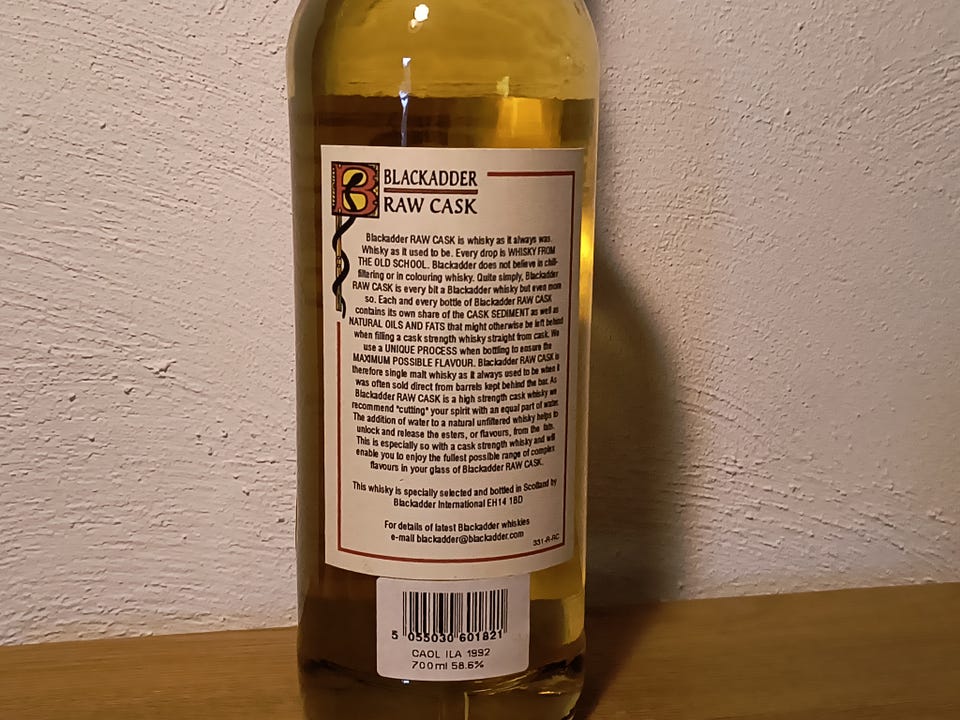 B
BLACKADDER
RAW CASK
Blackadder RAW CASK is whisky as it always was.
Whisky as it used to be. Every drop is WHISKY FROM
THE OLD SCHOOL. Blackadder does not believe in chill-
filtering or in colouring whisky. Quite simply, Blackadder
RAW CASK is every bit a Blackadder whisky but even more
so. Each and every bottle of Blackadder RAW CASK
contains its own share of the CASK SEDIMENT as well as
NATURAL OILS AND FATS that might otherwise be left behind
when filling a cask strength whisky straight from cask. We
use a UNIQUE PROCESS when bottling to ensure the
MAXIMUM POSSIBLE FLAVOUR. Blackadder RAW CASK is
therefore single malt whisky as it always used to be when it
was often sold direct from barrels kept behind the bar. As
Blackadder RAW CASK is a high strength cask whisky we
recommend "cutting" your spirit with an equal part of water.
The addition of water to a natural unfiltered whisky helps to
unlock and release the esters, or flavours, from the fats.
This is especially so with a cask strength whisky and will
enable you to enjoy the fullest possible range of complex
flavours in your glass of Blackadder RAW CASK.
This whisky is specially selected and bottled in Scotland by
Blackadder International EH14 1BD
For details of latest Blackadder whiskies
e-mail blackadder@blackadder.com
331-R-RC
5 055030 601821
CAOL ILA 1992
700ml 58.6%